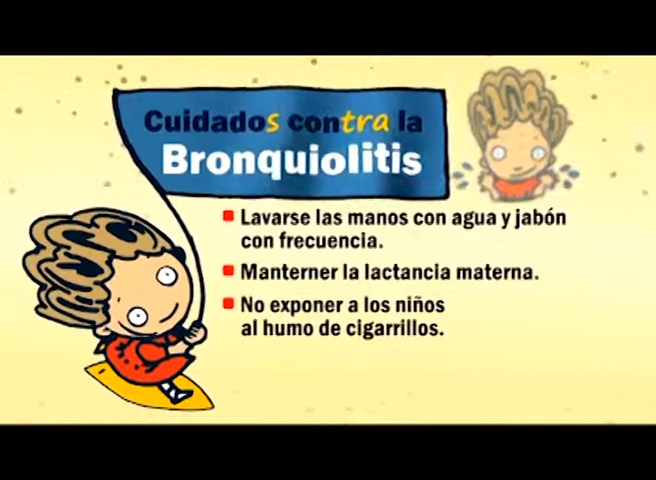 Cuidados contra la
Bronquiolitis
Lavarse las manos con agua y jabón
con frecuencia.
Manterner la lactancia materna.
No exponer a los niños
al humo de cigarrillos.